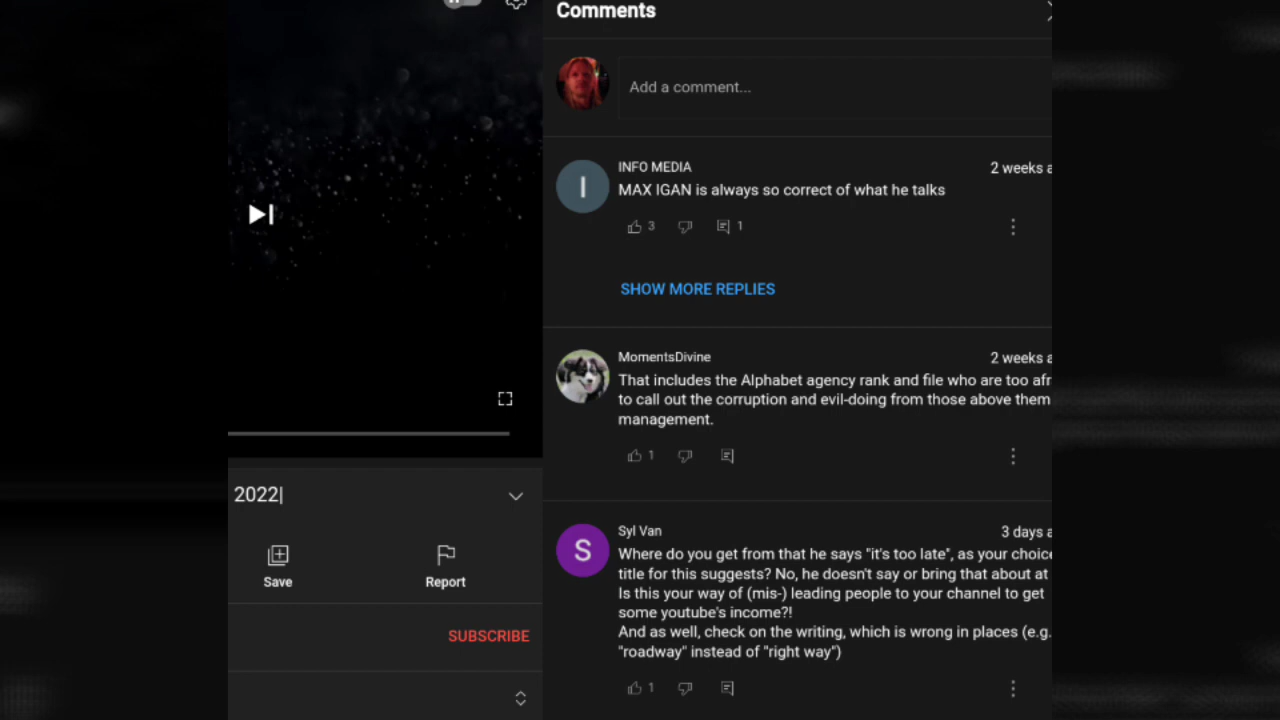 Comments
Add a comment...
INFO MEDIA
2 weeks a
MAX IGAN is always so correct of what he talks
3
1
SHOW MORE REPLIES
MomentsDivine
2 weeks a
That includes the Alphabet agency rank and file who are too afr
to call out the corruption and evil-doing from those above them
management.
1
S
Syl Van
3 days a
Where do you get from that he says "it's too late", as your choice
title for this suggests? No, he doesn't say or bring that about at
Is this your way of (mis-) leading people to your channel to get
some youtube's income?!
And as well, check on the writing, which is wrong in places (e.g.
"roadway" instead of "right way")
1
I
2022|
Save
Report
SUBSCRIBE